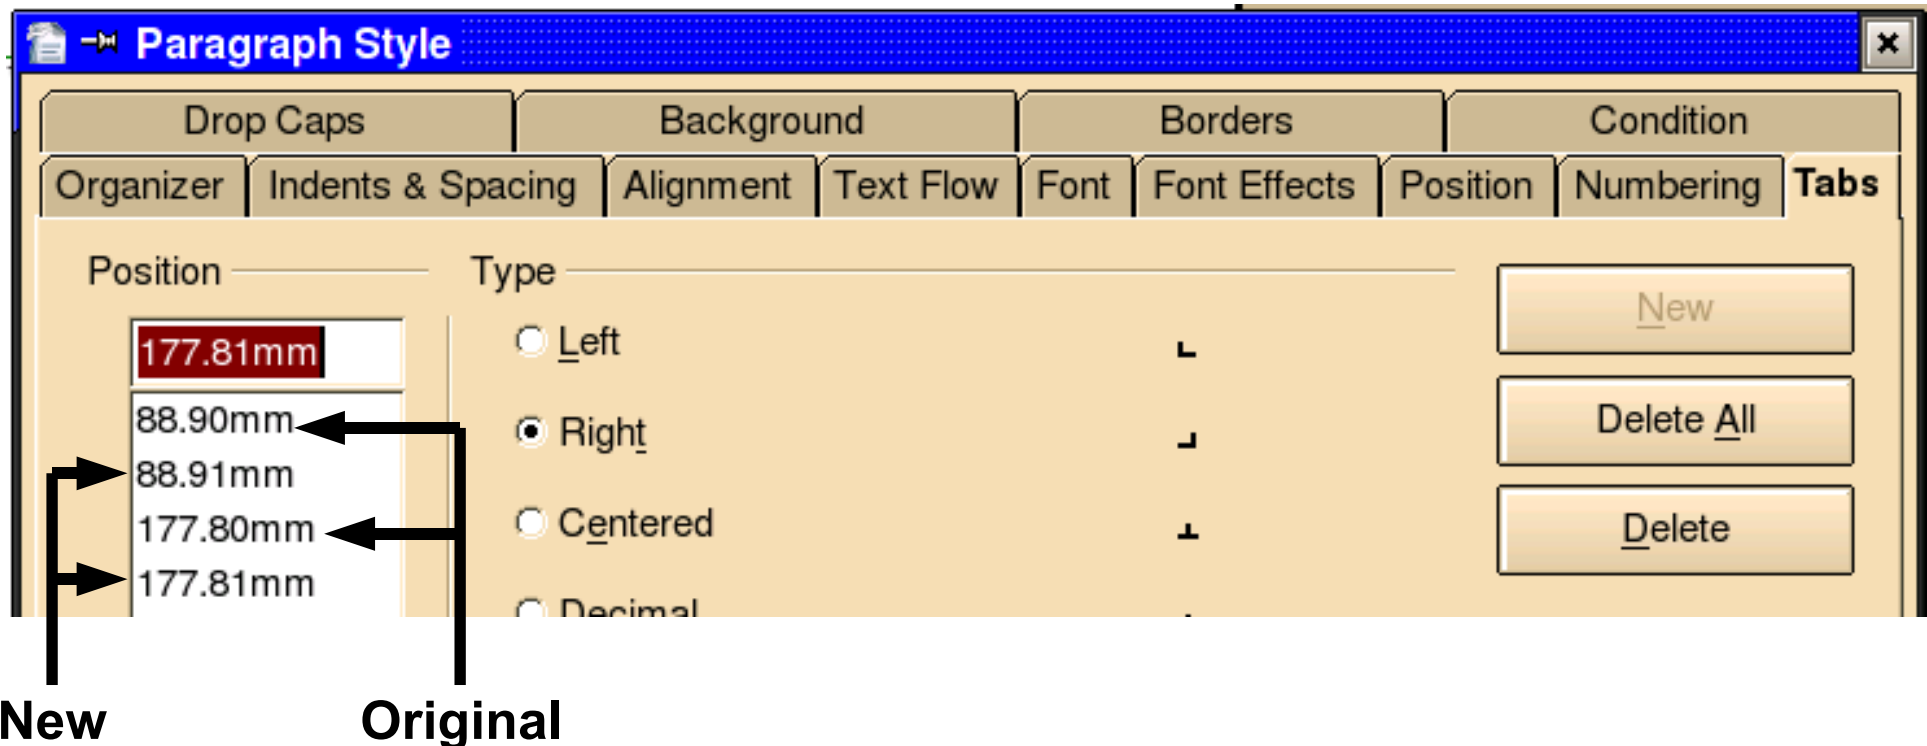 Paragraph Style
Drop Caps Background Borders Condition
Organizer Indents & Spacing Alignment Text Flow Font Font Effects Position Numbering Tabs
Position Type
New
177.81mm Left
88.90mm Right Delete All
88.91mm
177.80mm Centered Delete
177.81mm Decimal
New Original